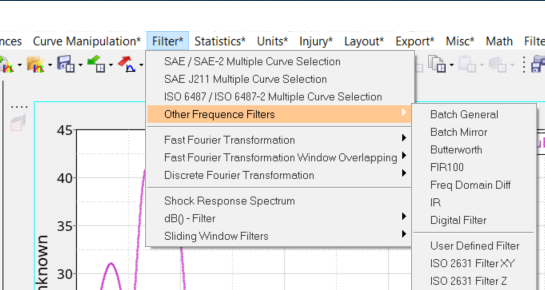 nces Curve Manipulation* Filter* Statistics* Units* Injury* Layout* Export* Misc* Math Filte
SAE / SAE-2 Multiple Curve Selection
SAE J211 Multiple Curve Selection
ISO 6487 / ISO 6487-2 Multiple Curve Selection
Other Frequence Filters
Fast Fourier Transformation
Fast Fourier Transformation Window Overlapping
Discrete Fourier Transformation
Shock Response Spectrum
dB() - Filter
Sliding Window Filters
Batch General
Batch Mirror
Butterworth
FIR100
Freq Domain Diff
IR
Digital Filter
User Defined Filter
ISO 2631 Filter XY
ISO 2631 Filter Z
45
40
35
30
nknown